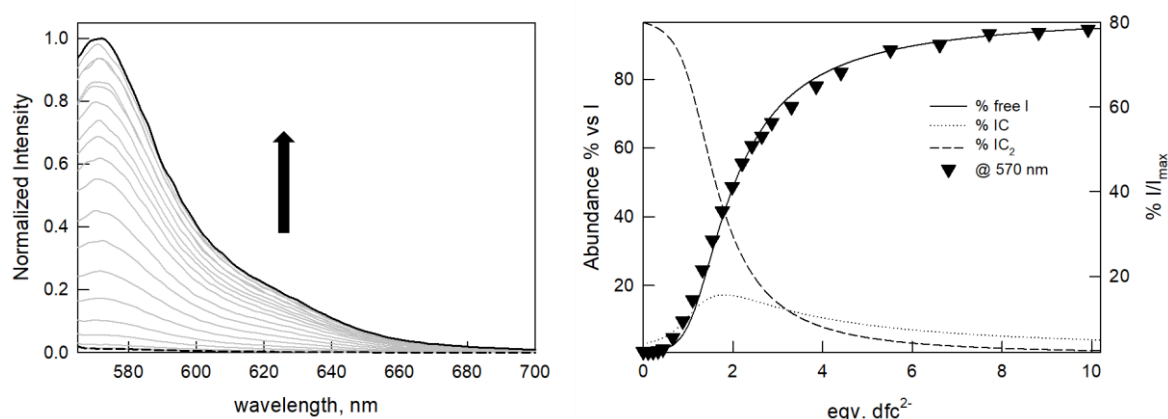 Normalized Intensity
1.0
0.8
0.6
0.4
0.2
0.0
580 600 620 640 660 680 700
wavelength, nm
Abundance % vs I
80
60
40
20
0 2 4 6 8 10
eqv. dfc²⁻
% free I
% IC
% IC₂
@ 570 nm
80
60
40
20
% I/Iₘₐₓ